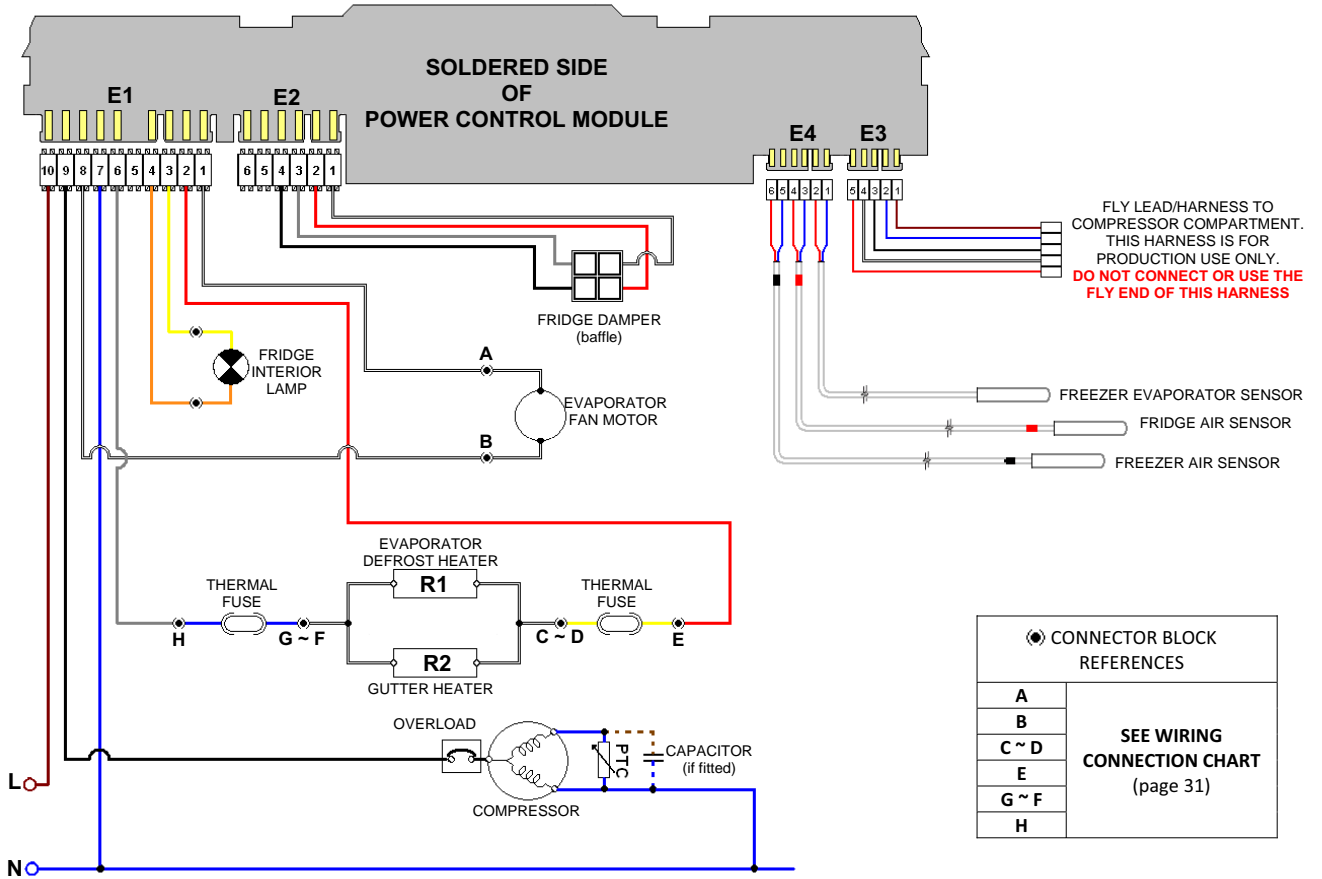 SOLDERED SIDE
OF
POWER CONTROL MODULE
E1
E2
E4
E3
10 9 8 7 6 5 4 3 2 1
6 5 4 3 2 1
6 5 4 3 2 1
5 4 3 2 1
FLY LEAD/HARNESS TO
COMPRESSOR COMPARTMENT.
THIS HARNESS IS FOR
PRODUCTION USE ONLY.
DO NOT CONNECT OR USE THE
FLY END OF THIS HARNESS
FRIDGE DAMPER
(baffle)
FRIDGE
INTERIOR
LAMP
A
EVAPORATOR
FAN MOTOR
B
FREEZER EVAPORATOR SENSOR
FRIDGE AIR SENSOR
FREEZER AIR SENSOR
EVAPORATOR
DEFROST HEATER
R1
THERMAL
FUSE
THERMAL
FUSE
H
G ~ F
C ~ D
E
R2
GUTTER HEATER
OVERLOAD
PTC
CAPACITOR
(if fitted)
COMPRESSOR
L
N
CONNECTOR BLOCK
REFERENCES
A
B
C ~ D
E
G ~ F
H
SEE WIRING
CONNECTION CHART
(page 31)